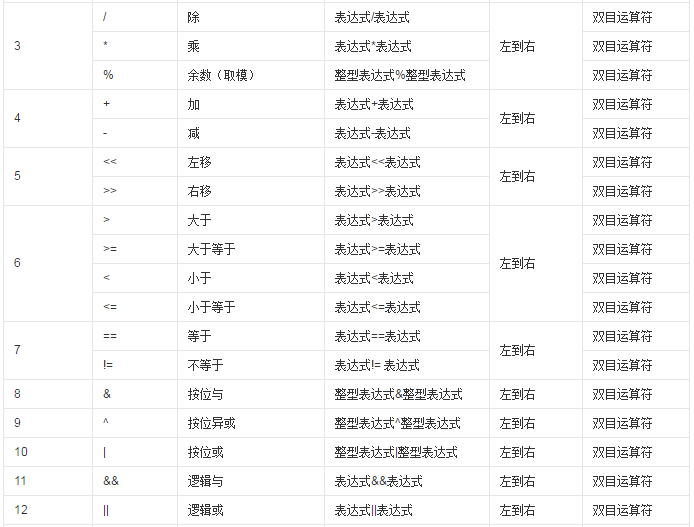 3 / 除 表达式/表达式 左到右 双目运算符
* 乘 表达式*表达式 双目运算符
% 余数（取模） 整型表达式%整型表达式 双目运算符
4 + 加 表达式+表达式 左到右 双目运算符
- 减 表达式-表达式 双目运算符
5 << 左移 表达式<<表达式 左到右 双目运算符
>> 右移 表达式>>表达式 双目运算符
6 > 大于 表达式>表达式 左到右 双目运算符
>= 大于等于 表达式>=表达式 双目运算符
< 小于 表达式<表达式 双目运算符
<= 小于等于 表达式<=表达式 双目运算符
7 == 等于 表达式==表达式 左到右 双目运算符
!= 不等于 表达式!= 表达式 双目运算符
8 & 按位与 整型表达式&整型表达式 左到右 双目运算符
9 ^ 按位异或 整型表达式^整型表达式 左到右 双目运算符
10 | 按位或 整型表达式|整型表达式 左到右 双目运算符
11 && 逻辑与 表达式&&表达式 左到右 双目运算符
12 || 逻辑或 表达式||表达式 左到右 双目运算符